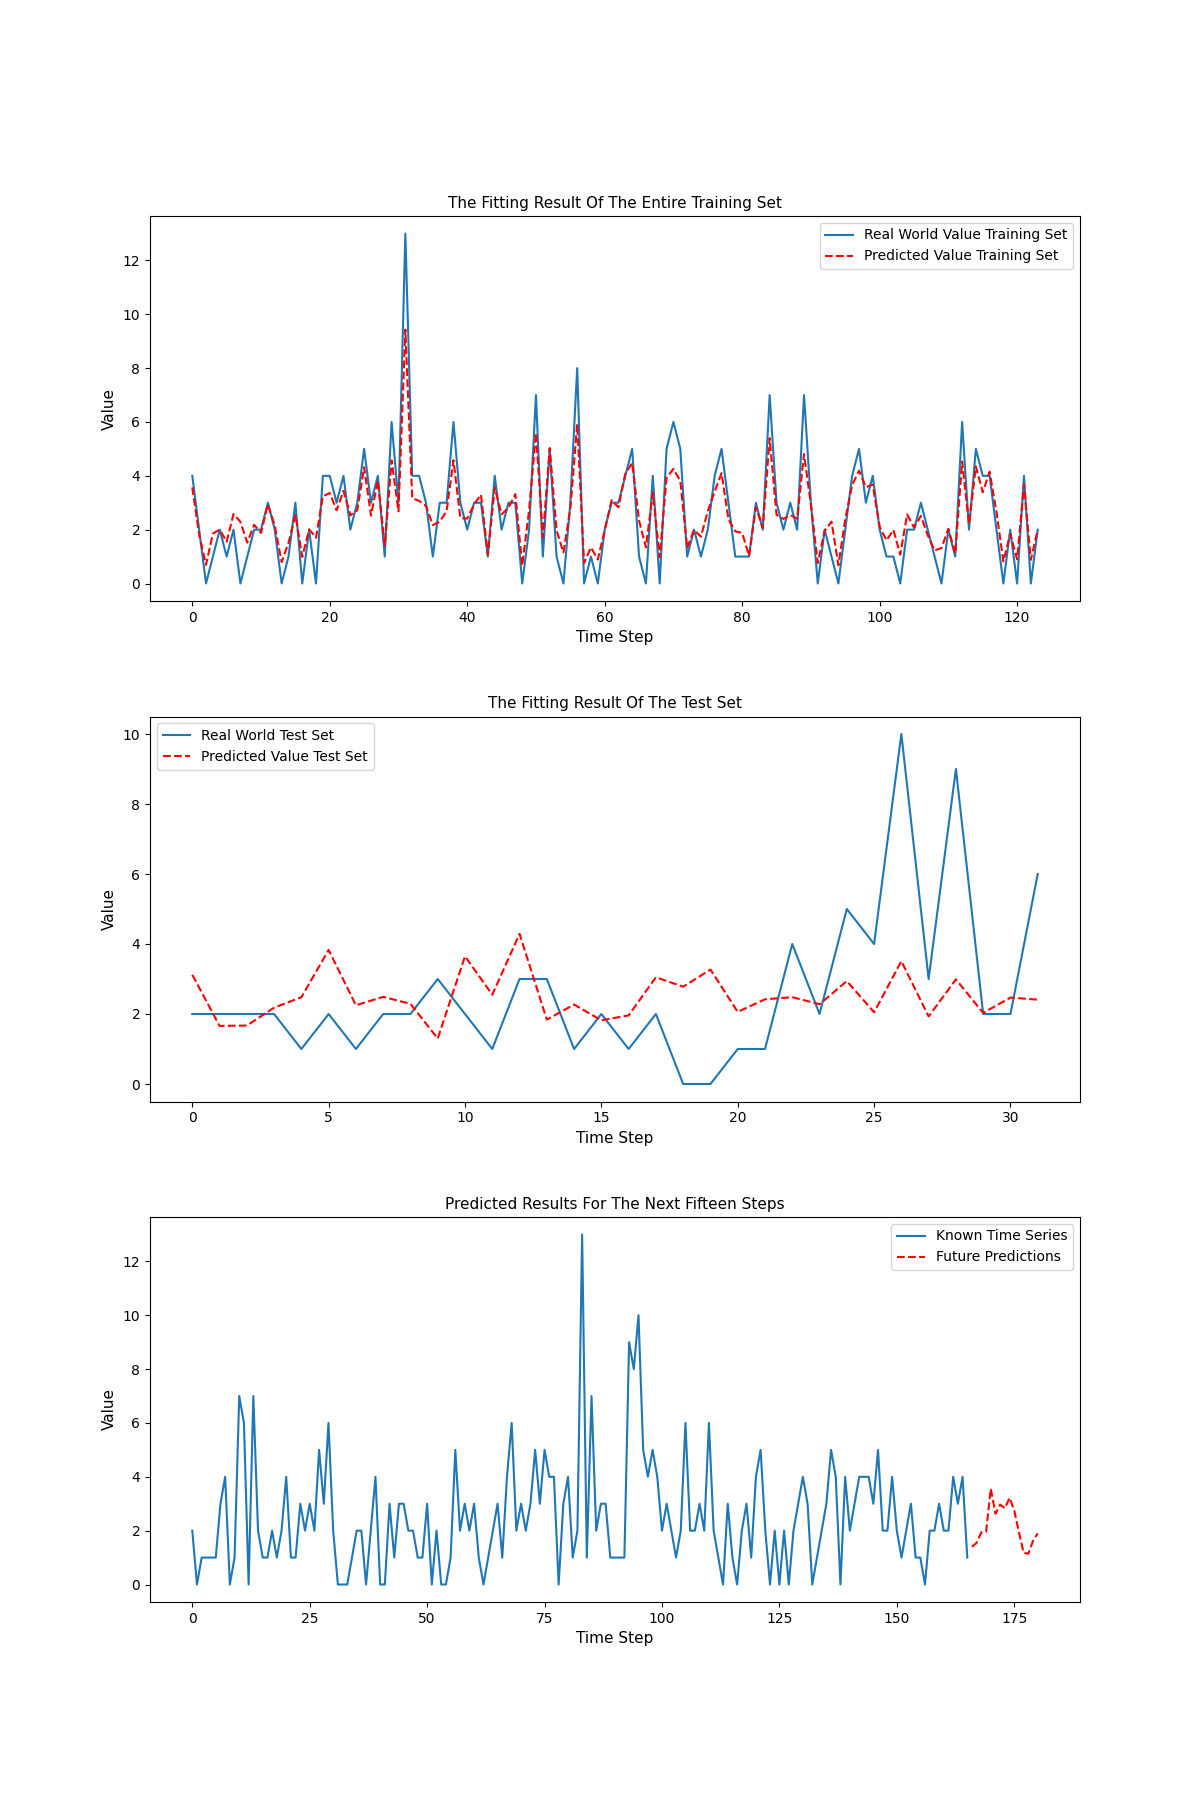 The Fitting Result Of The Entire Training Set
Real World Value Training Set
Predicted Value Training Set
Value
12
10
8
6
4
2
0
0 20 40 60 80 100 120
Time Step
The Fitting Result Of The Test Set
Real World Test Set
Predicted Value Test Set
Value
10
8
6
4
2
0
0 5 10 15 20 25 30
Time Step
Predicted Results For The Next Fifteen Steps
Known Time Series
Future Predictions
Value
12
10
8
6
4
2
0
0 25 50 75 100 125 150 175
Time Step